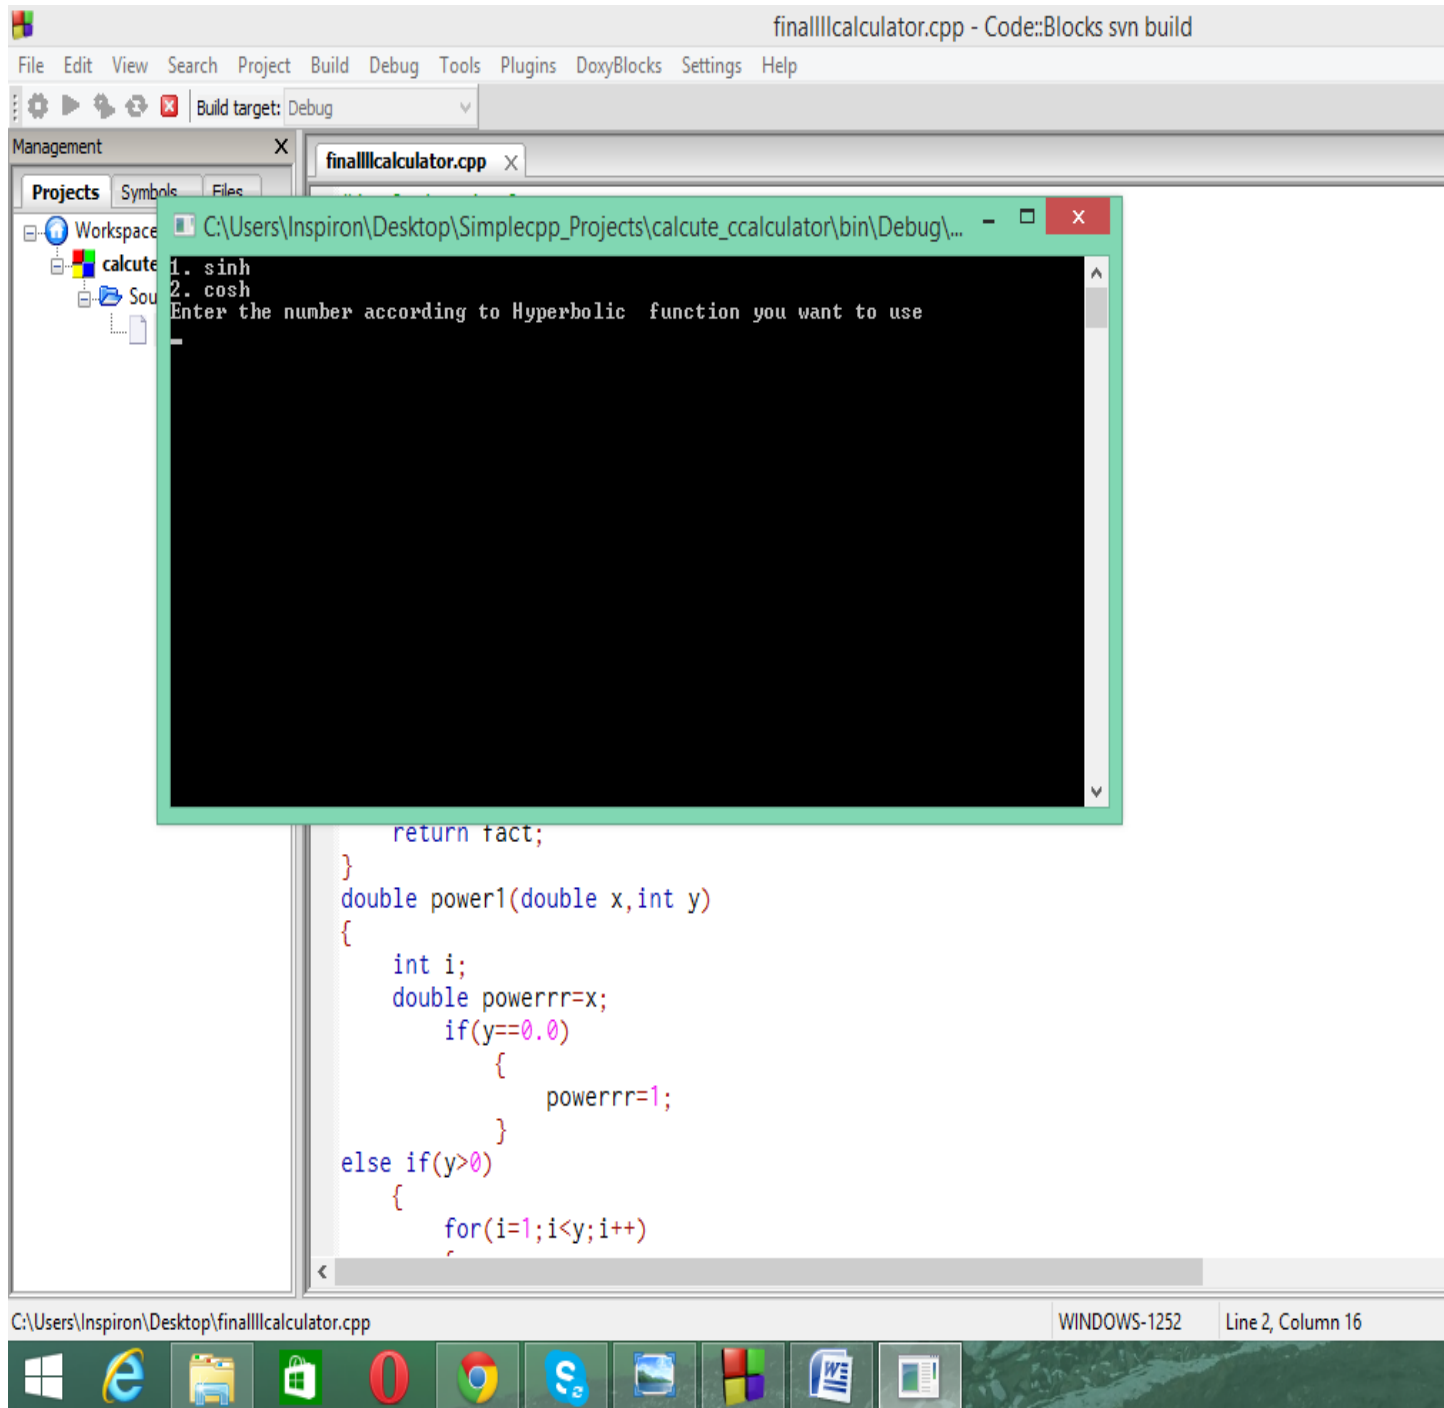 finallllcalculator.cpp - Code::Blocks svn build
File Edit View Search Project Build Debug Tools Plugins DoxyBlocks Settings Help
Build target: Debug
Management X
finallllcalculator.cpp X
Projects Symbols Files
C:\Users\Inspiron\Desktop\Simplecpp_Projects\calcute_ccalculator\bin\Debug\...
Workspace
calcute
Sou
1. sinh
2. cosh
Enter the number according to Hyperbolic  function you want to use
return fact;
}
double power1(double x,int y)
{
int i;
double powerrr=x;
if(y==0.0)
{
powerrr=1;
}
else if(y>0)
{
for(i=1;i<y;i++)
C:\Users\Inspiron\Desktop\finallllcalculator.cpp WINDOWS-1252 Line 2, Column 16